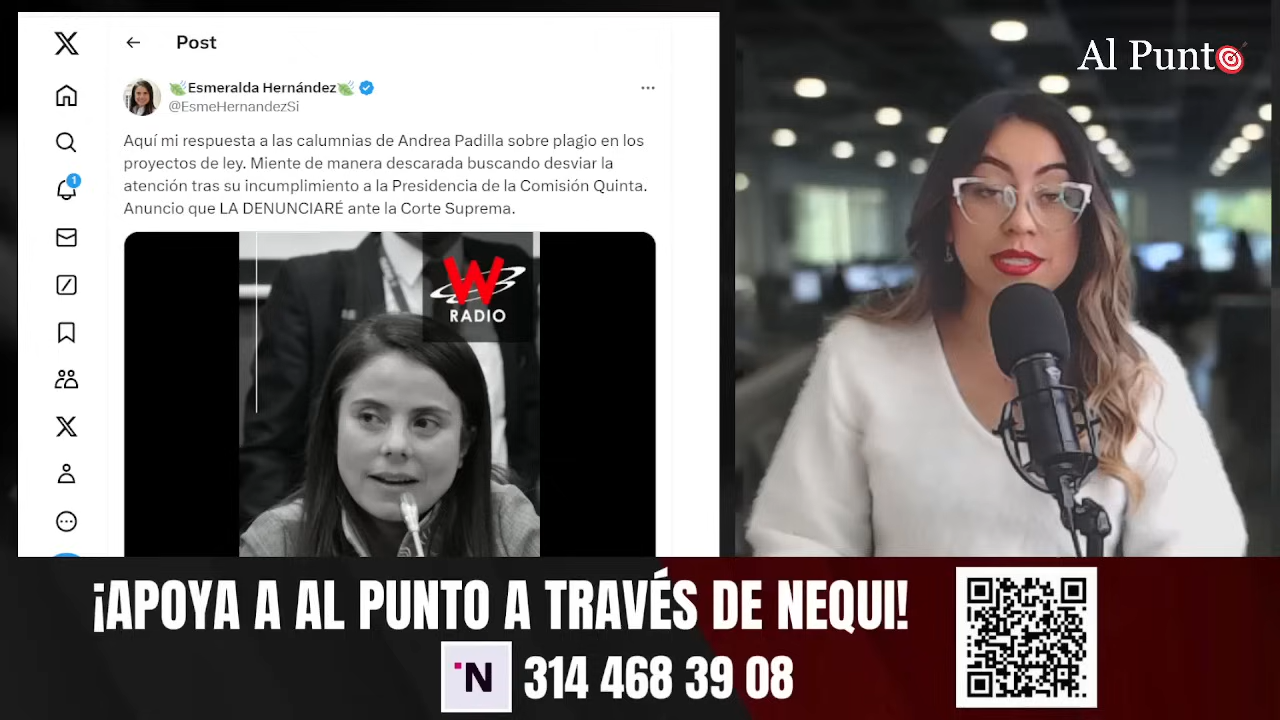 Post
Al Punto
Esmeralda Hernández
@EsmeHernandezSi
Aquí mi respuesta a las calumnias de Andrea Padilla sobre plagio en los
proyectos de ley. Miente de manera descarada buscando desviar la
atención tras su incumplimiento a la Presidencia de la Comisión Quinta.
Anuncio que LA DENUNCIARÉ ante la Corte Suprema.
1
W
RADIO
¡APOYA A AL PUNTO A TRAVÉS DE NEQUI!
N
314 468 39 08